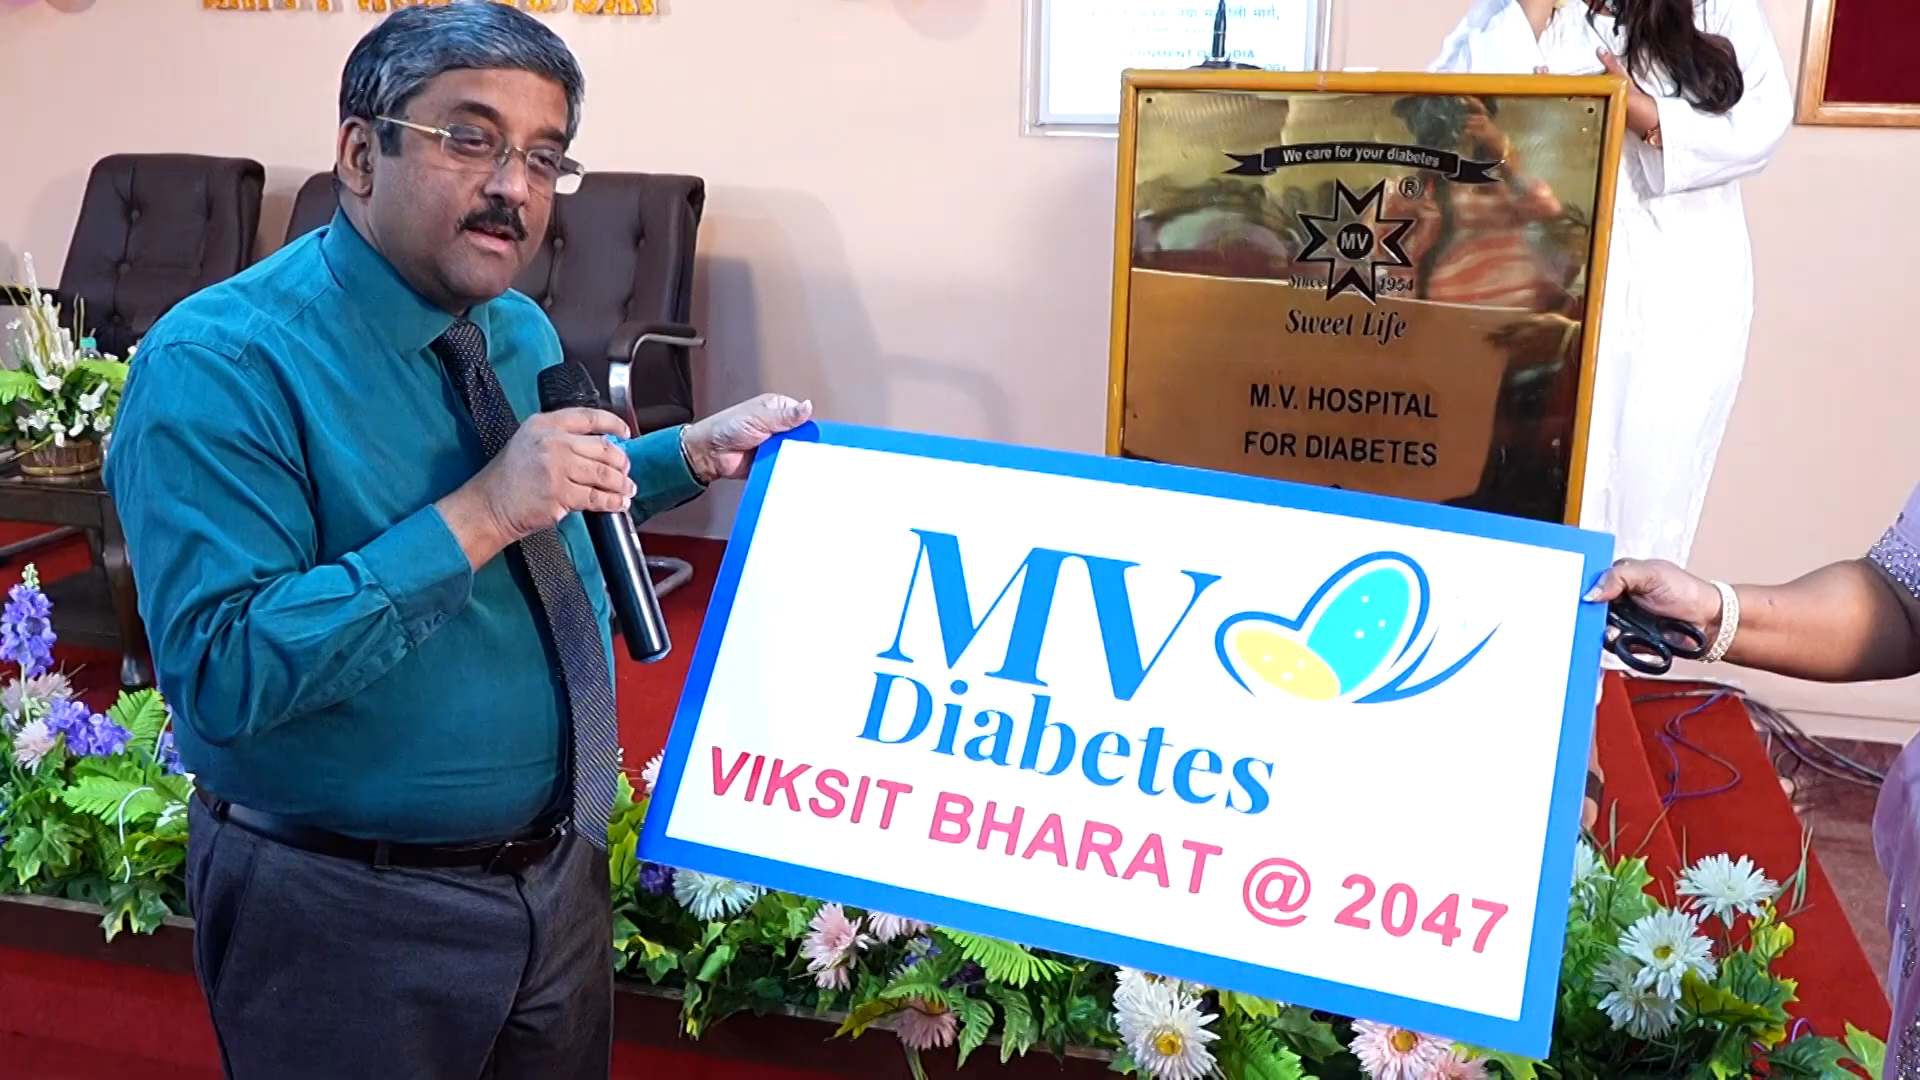 We care for your diabetes
®
MV
Since 1954
Sweet Life
M.V. HOSPITAL
FOR DIABETES
MV
Diabetes
VIKSIT BHARAT @ 2047